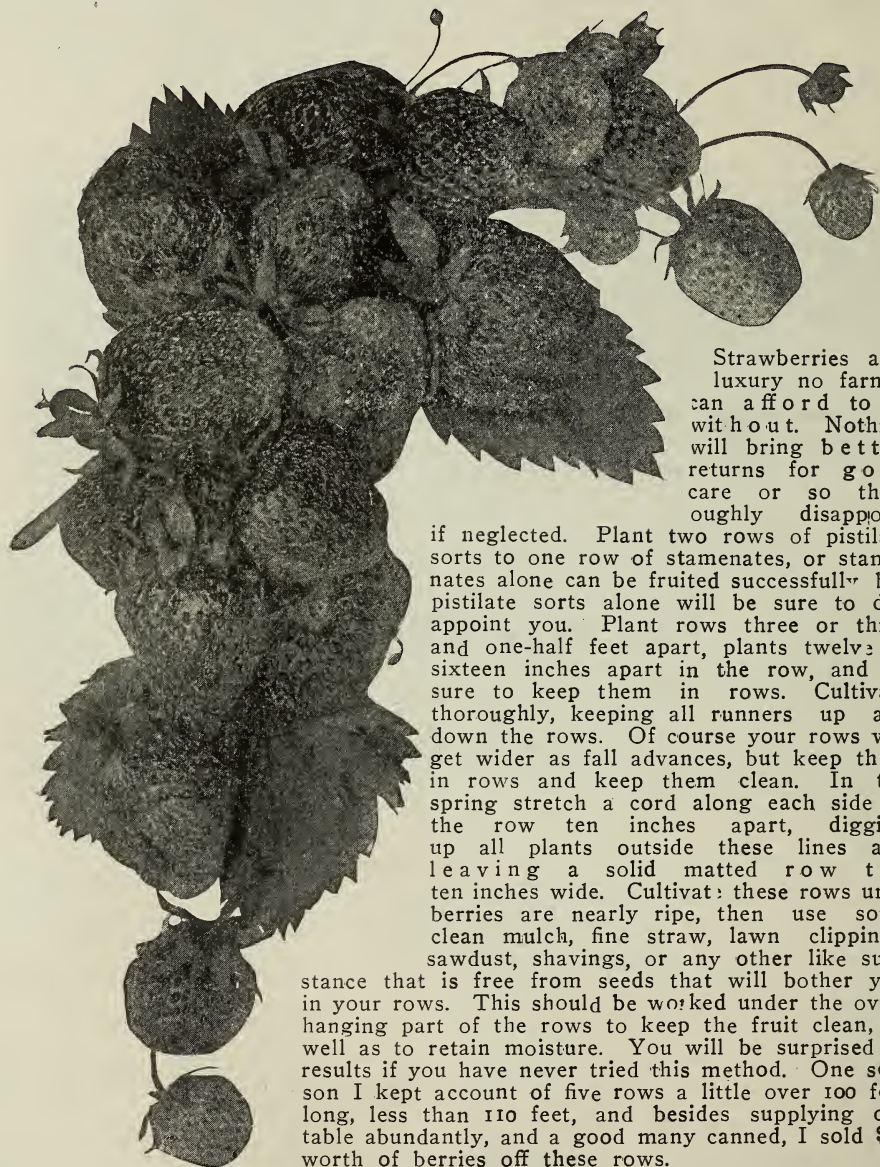 Strawberries a
luxury no farn
can afford to
without. Noth
will bring bett
returns for go
care or so th
oughly disappo
if neglected. Plant two rows of pistil
sorts to one row of stamenates, or stan
nates alone can be fruited successfully
pistilate sorts alone will be sure to d
appoint you. Plant rows three or th
and one-half feet apart, plants twelve
sixteen inches apart in the row, and
sure to keep them in rows. Cultiv
thoroughly, keeping all runners up a
down the rows. Of course your rows w
get wider as fall advances, but keep th
in rows and keep them clean. In t
spring stretch a cord along each side
the row ten inches apart, diggi
up all plants outside these lines a
leaving a solid matted row t
ten inches wide. Cultivate these rows un
berries are nearly ripe, then use so
clean mulch, fine straw, lawn clippin
sawdust, shavings, or any other like su
stance that is free from seeds that will bother y
in your rows. This should be worked under the ov
hanging part of the rows to keep the fruit clean,
well as to retain moisture. You will be surprised
results if you have never tried this method. One se
son I kept account of five rows a little over 100 f
long, less than 110 feet, and besides supplying o
table abundantly, and a good many canned, I sold $
worth of berries off these rows.